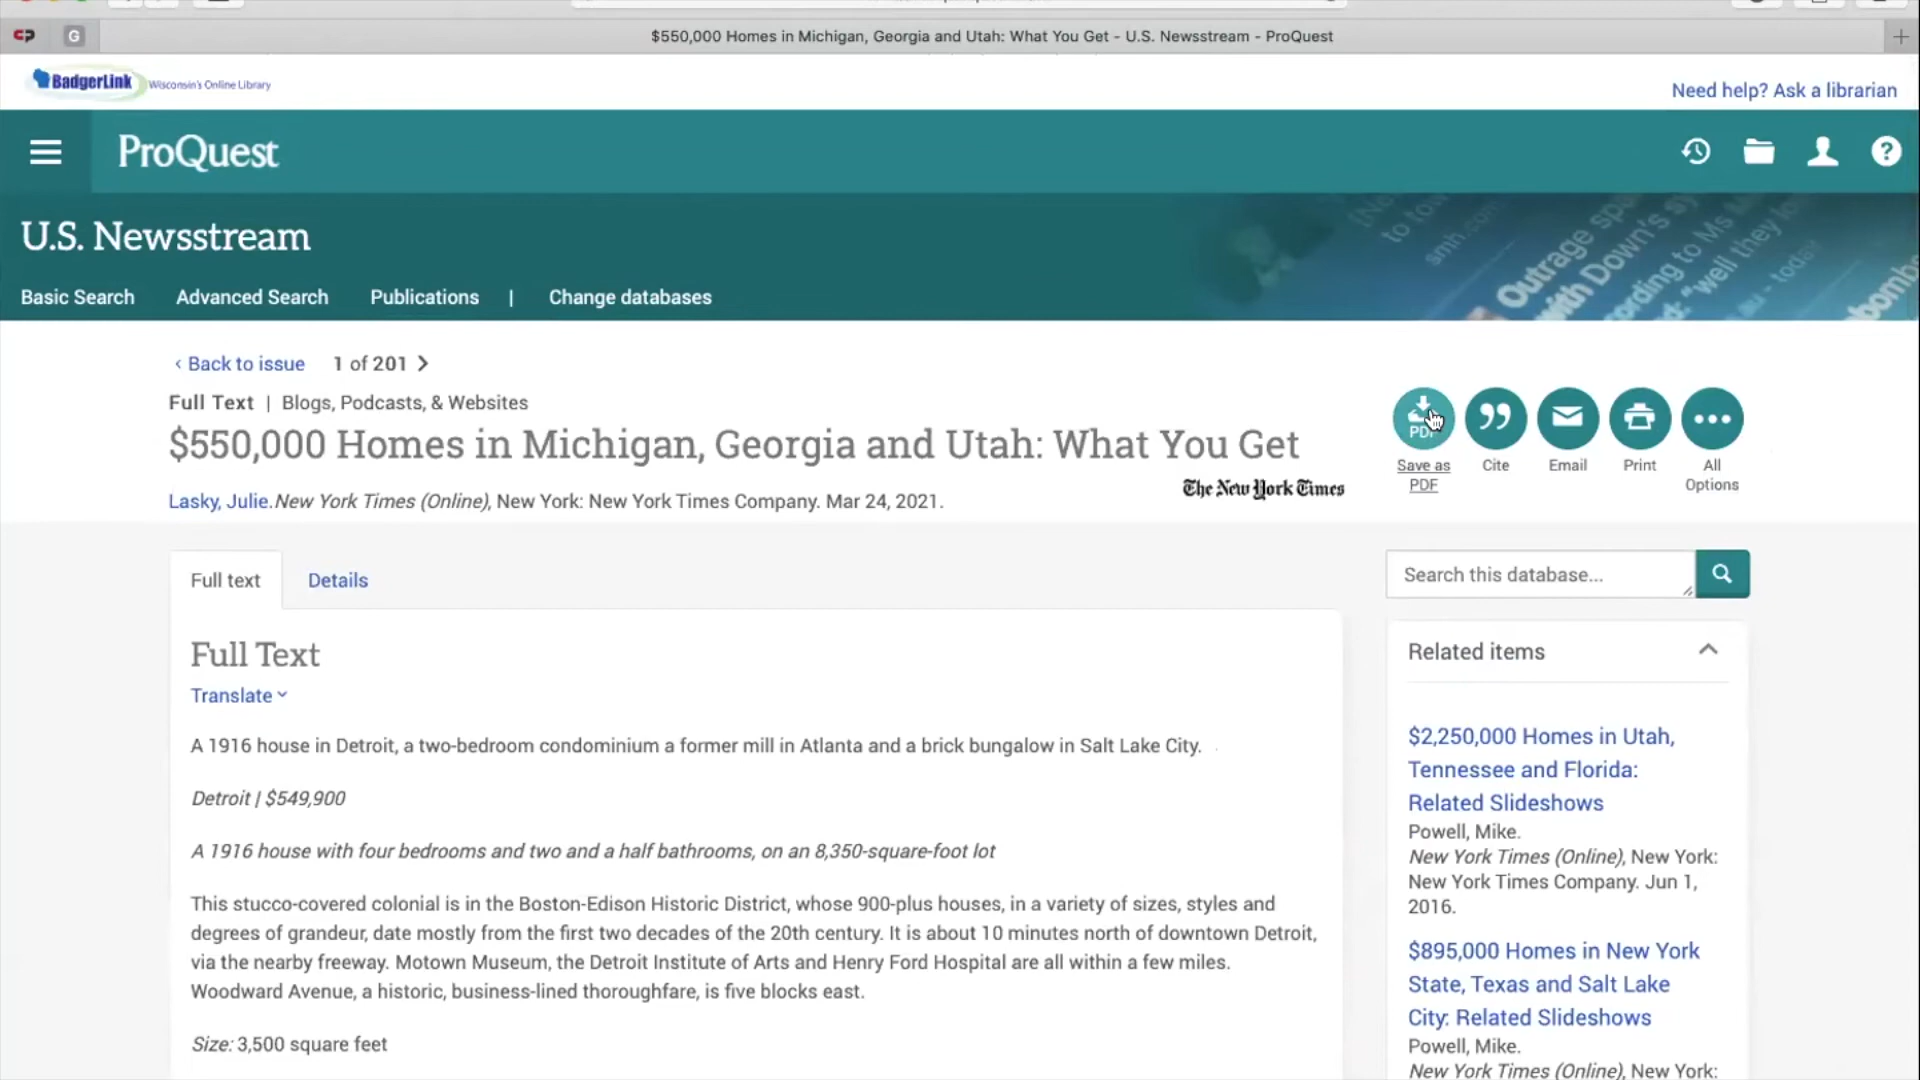 $550,000 Homes in Michigan, Georgia and Utah: What You Get - U.S. Newsstream - ProQuest
G
BadgerLink Wisconsin's Online Library
Need help? Ask a librarian
ProQuest
?
U.S. Newsstream
to tow
smh.com
Outrage
with Down's
to Ms
"well they
Basic Search Advanced Search Publications | Change databases
‹ Back to issue 1 of 201
Full Text | Blogs, Podcasts, & Websites
$550,000 Homes in Michigan, Georgia and Utah: What You Get
Lasky, Julie. New York Times (Online), New York: New York Times Company. Mar 24, 2021.
The New York Times
Save as PDF
Cite
Email
Print
All Options
Full text Details
Search this database...
Full Text
Translate
A 1916 house in Detroit, a two-bedroom condominium a former mill in Atlanta and a brick bungalow in Salt Lake City.
Detroit | $549,900
A 1916 house with four bedrooms and two and a half bathrooms, on an 8,350-square-foot lot
This stucco-covered colonial is in the Boston-Edison Historic District, whose 900-plus houses, in a variety of sizes, styles and
degrees of grandeur, date mostly from the first two decades of the 20th century. It is about 10 minutes north of downtown Detroit,
via the nearby freeway. Motown Museum, the Detroit Institute of Arts and Henry Ford Hospital are all within a few miles.
Woodward Avenue, a historic, business-lined thoroughfare, is five blocks east.
Size: 3,500 square feet
Related items
$2,250,000 Homes in Utah,
Tennessee and Florida:
Related Slideshows
Powell, Mike.
New York Times (Online), New York:
New York Times Company. Jun 1,
2016.
$895,000 Homes in New York
State, Texas and Salt Lake
City: Related Slideshows
Powell, Mike.
New York Times (Online), New York: